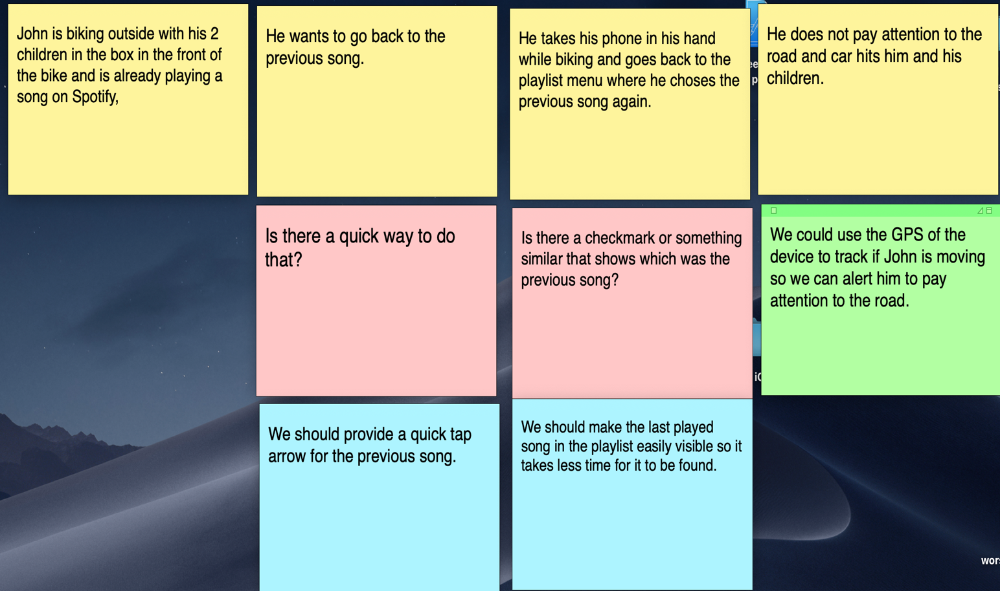 John is biking outside with his 2
children in the box in the front of
the bike and is already playing a
song on Spotify,
He wants to go back to the
previous song.
He takes his phone in his hand
while biking and goes back to the
playlist menu where he choses the
previous song again.
He does not pay attention to the
road and car hits him and his
children.
Is there a quick way to do
that?
Is there a checkmark or something
similar that shows which was the
previous song?
We could use the GPS of the
device to track if John is moving
so we can alert him to pay
attention to the road.
We should provide a quick tap
arrow for the previous song.
We should make the last played
song in the playlist easily visible so it
takes less time for it to be found.